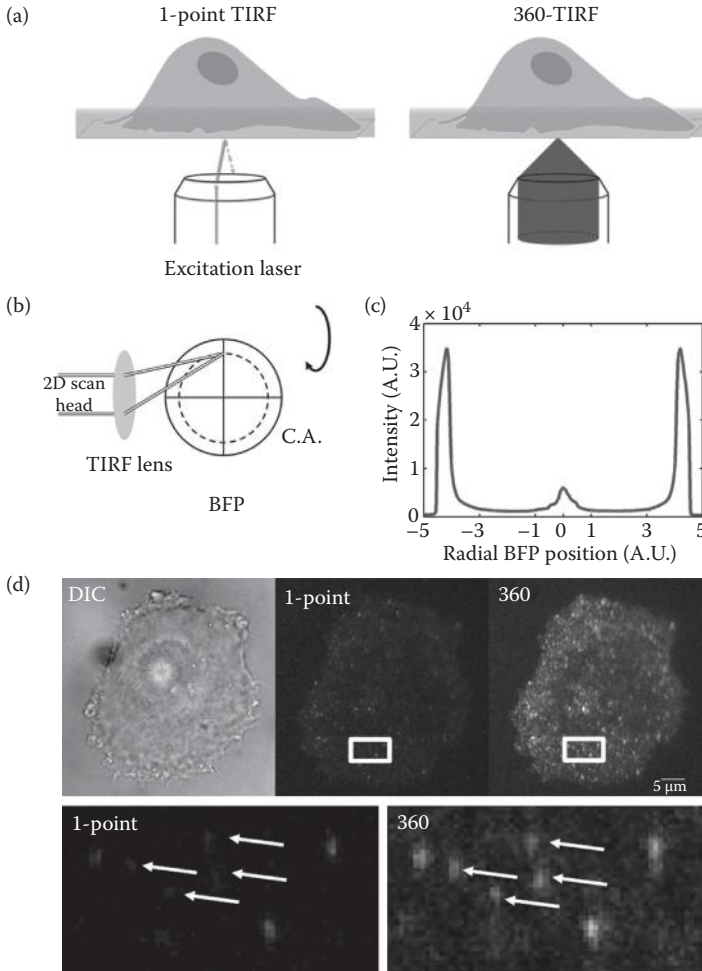 (a)
1-point TIRF
360-TIRF
Excitation laser
(b)
2D scan
head
TIRF lens
C.A.
BFP
(c)
4 × 10⁴
3
2
1
0
Intensity (A.U.)
−5
−3
−1
0
1
3
5
Radial BFP position (A.U.)
(d)
DIC
1-point
360
5 μm
1-point
360